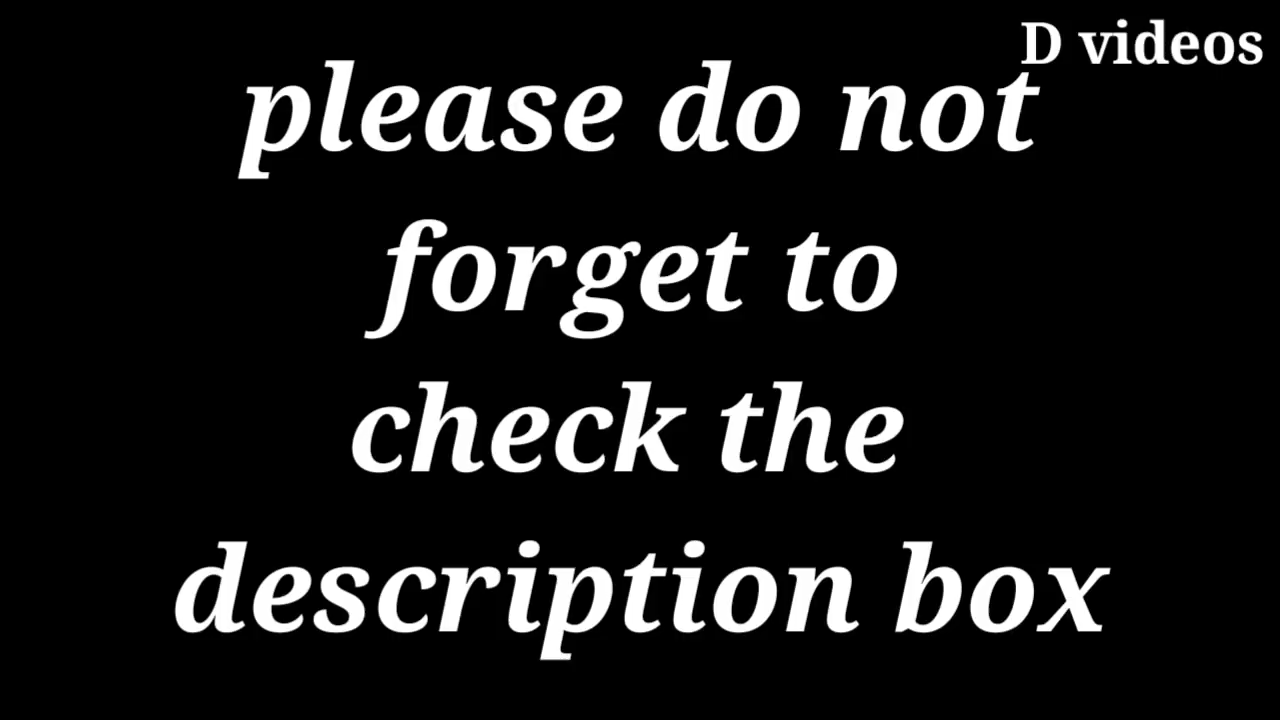 D videos
please do not
forget to
check the
description box